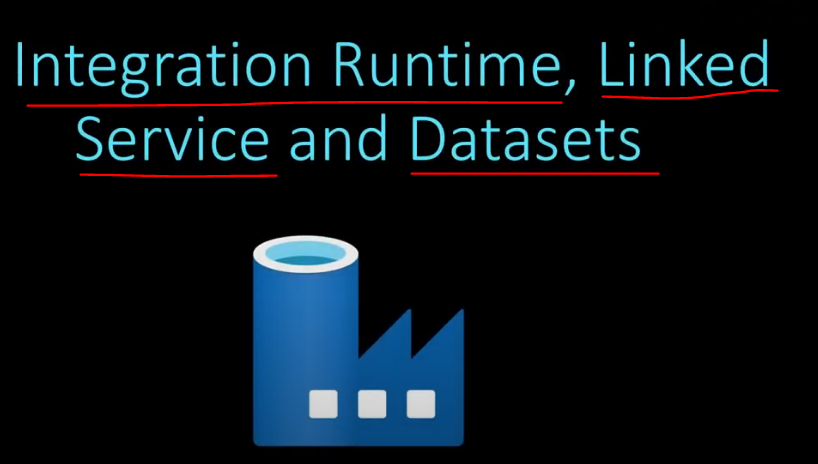 Integration Runtime, Linked
Service and Datasets